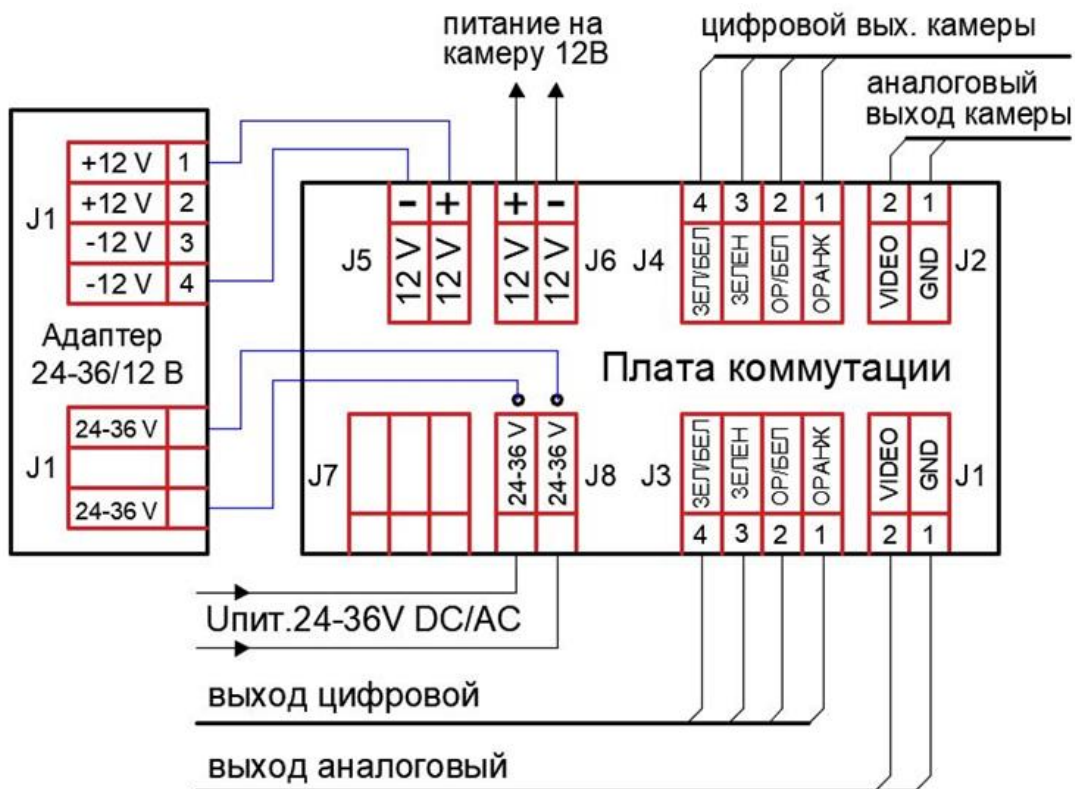 питание на
камеру 12В
цифровой вых. камеры
аналоговый
выход камеры
J1
+12 V 1
+12 V 2
-12 V 3
-12 V 4
Адаптер
24-36/12 В
J1
24-36 V
24-36 V
J5
- +
12 V 12 V
+ -
12 V 12 V
J6
J4
4 3 2 1
ЗЕЛ/БЕЛ ЗЕЛЕН ОР/БЕЛ ОРАНЖ
2 1
VIDEO GND
J2
Плата коммутации
J7
24-36 V 24-36 V
J8
J3
ЗЕЛ/БЕЛ ЗЕЛЕН ОР/БЕЛ ОРАНЖ
4 3 2 1
VIDEO GND
2 1
J1
Uпит.24-36V DC/AC
выход цифровой
выход аналоговый